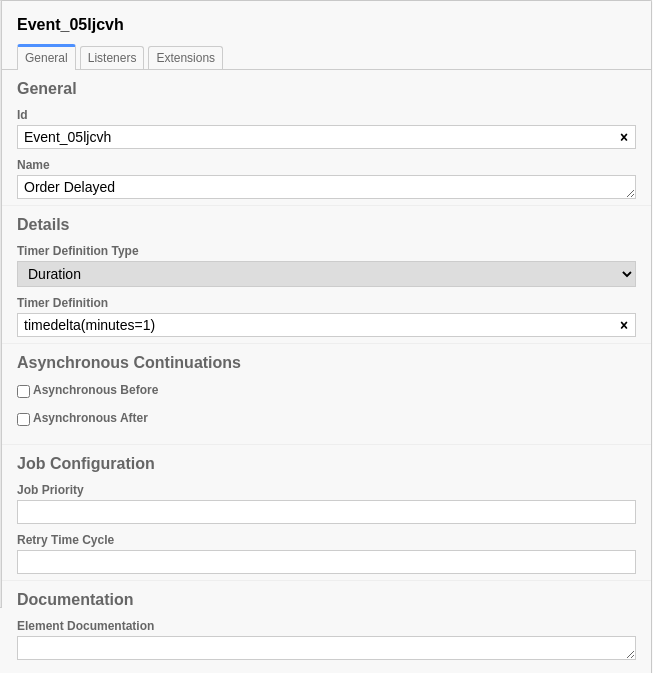 Event_05ljcvh
General
Listeners
Extensions
General
Id
Event_05ljcvh
×
Name
Order Delayed
Details
Timer Definition Type
Duration
Timer Definition
timedelta(minutes=1)
×
Asynchronous Continuations
Asynchronous Before
Asynchronous After
Job Configuration
Job Priority
Retry Time Cycle
Documentation
Element Documentation